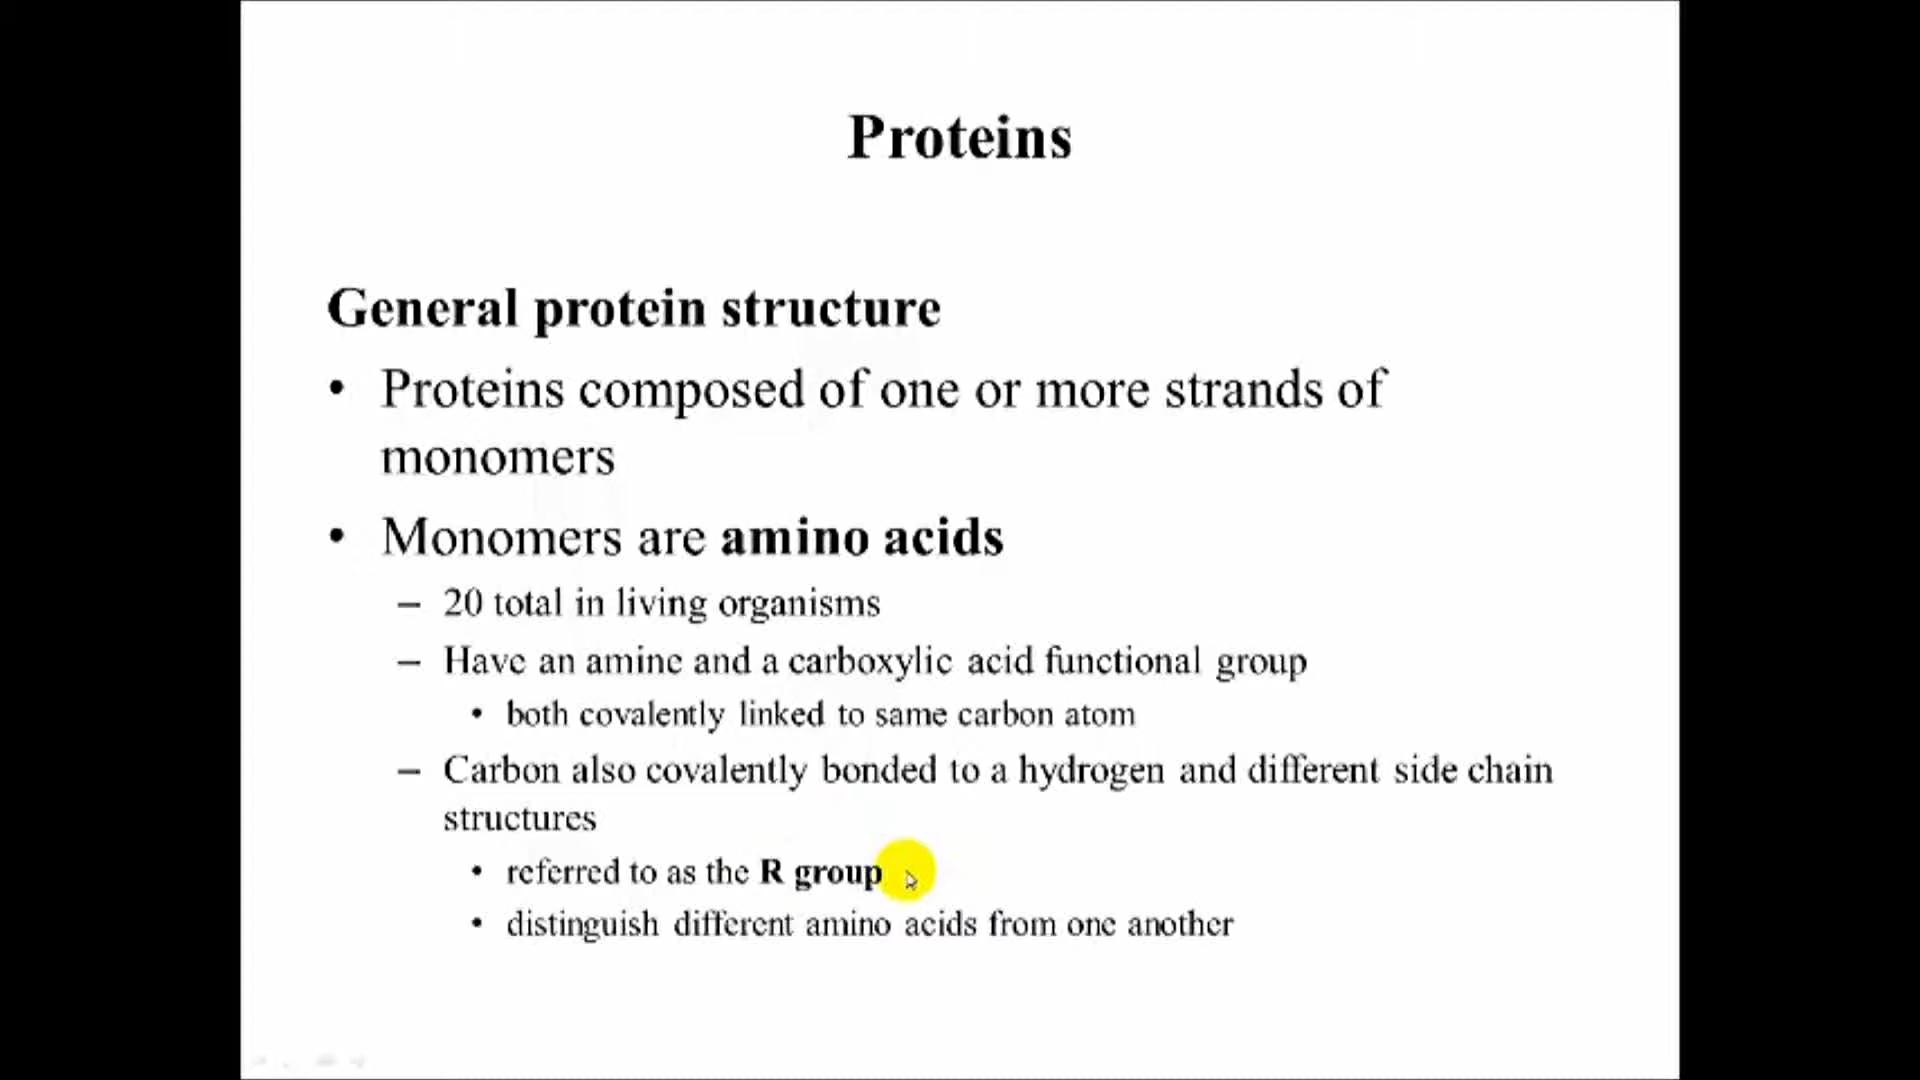 Proteins
General protein structure
• Proteins composed of one or more strands of
monomers
• Monomers are amino acids
– 20 total in living organisms
– Have an amine and a carboxylic acid functional group
• both covalently linked to same carbon atom
– Carbon also covalently bonded to a hydrogen and different side chain
structures
• referred to as the R group
• distinguish different amino acids from one another